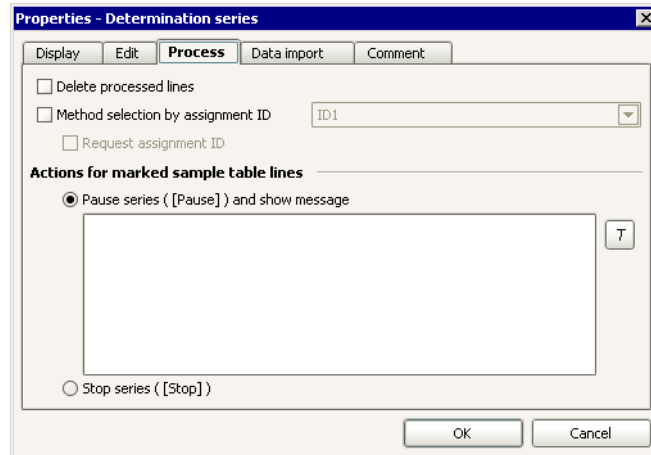 Properties - Determination series
Display Edit Process Data import Comment
Delete processed lines
Method selection by assignment ID ID1
Request assignment ID
Actions for marked sample table lines
Pause series ( [Pause] ) and show message
T
Stop series ( [Stop] )
OK Cancel